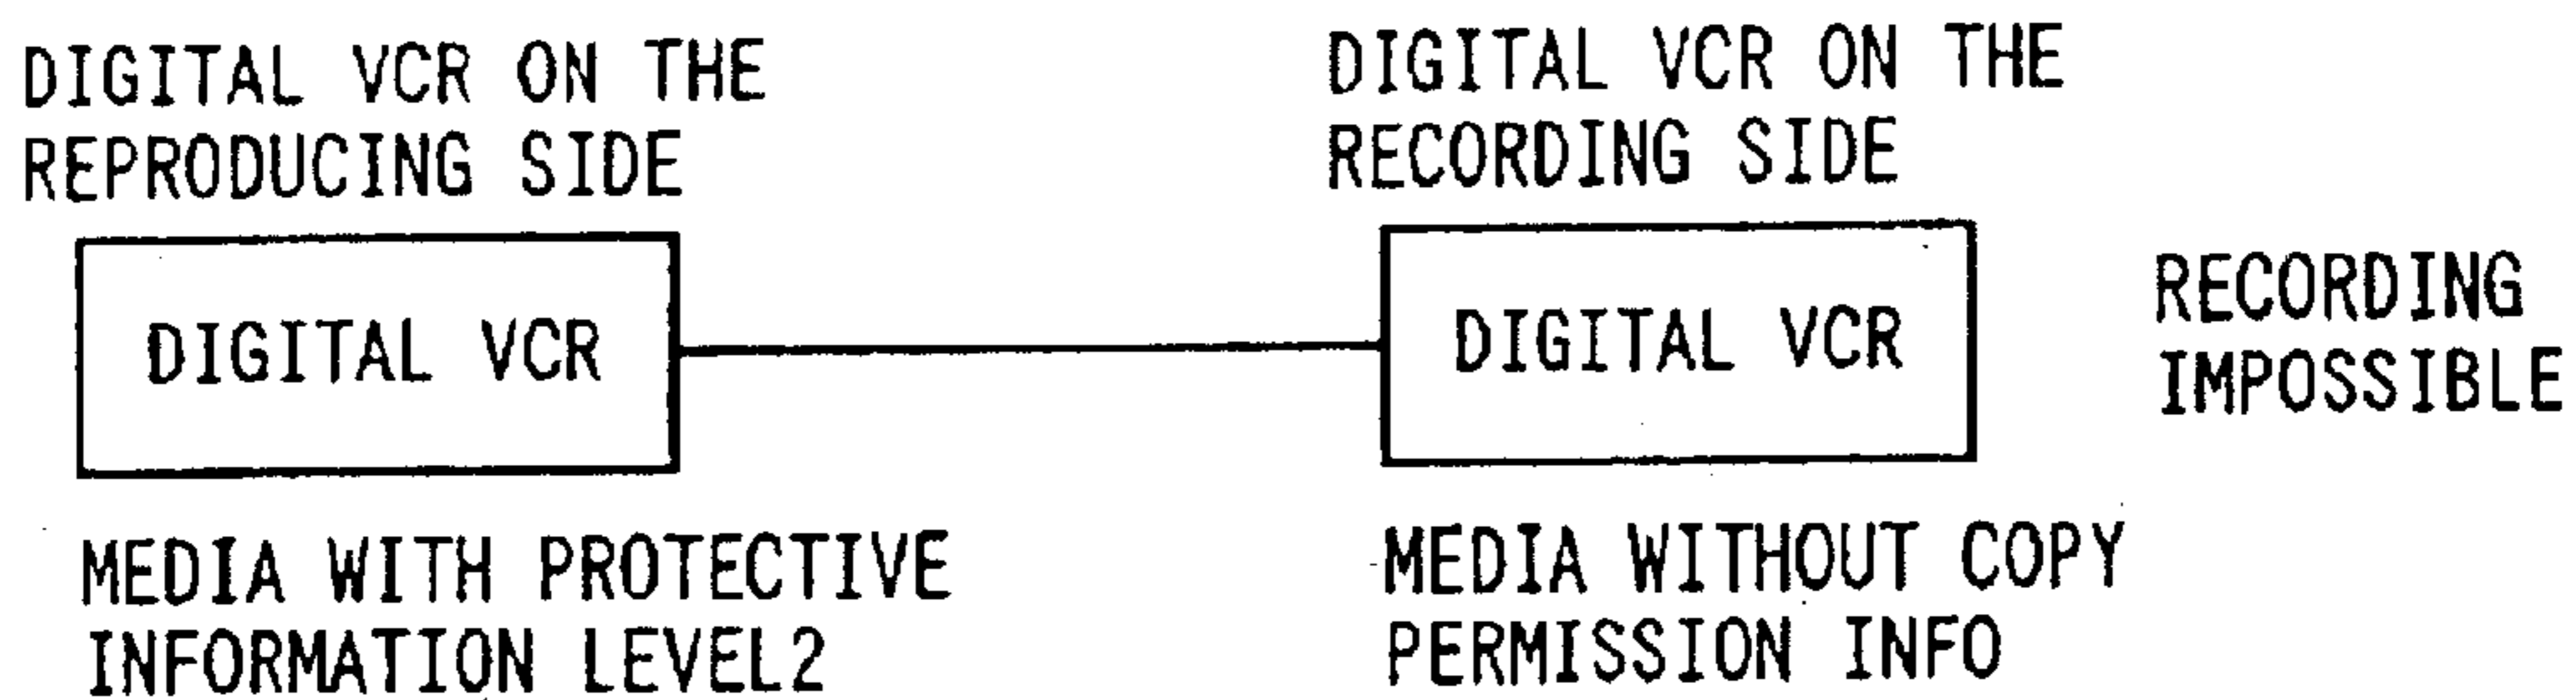 DIGITAL VCR ON THE
REPRODUCING SIDE
DIGITAL VCR
MEDIA WITH PROTECTIVE
INFORMATION LEVEL2
DIGITAL VCR ON THE
RECORDING SIDE
DIGITAL VCR
MEDIA WITHOUT COPY
PERMISSION INFO
RECORDING
IMPOSSIBLE